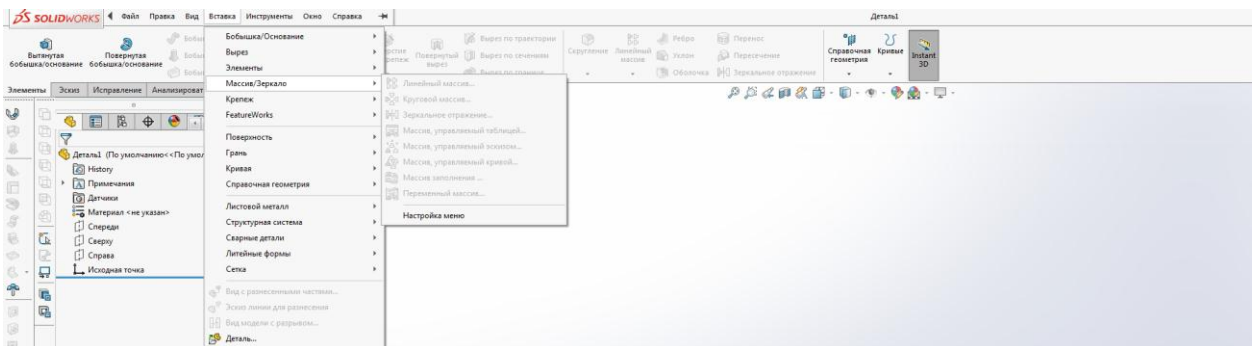 SOLIDWORKS Файл Правка Вид Вставка Инструменты Окно Справка Деталь1
Вытянутая бобышка/основание
Повернутая бобышка/основание
Повернутый вырез
Вырез по траектории
Вырез по сечениям
Вырез по границе
Скругление
Линейный массив
Ребро
Уклон
Оболочка
Перенос
Пересечение
Зеркальное отражение
Справочная геометрия
Кривые
Instant 3D
Элементы Эскиз Исправление
Деталь1
History
Примечания
Датчики
Материал <не указан>
Спереди
Сверху
Справа
Исходная точка
Бобышка/Основание
Вырез
Элементы
Массив/Зеркало
Крепеж
FeatureWorks
Поверхность
Грань
Кривая
Справочная геометрия
Листовой металл
Структурная система
Сварные детали
Литейные формы
Сетка
Вид с разнесенными частями...
Эскиз линии для разнесения
Вид модели с разрывом...
Деталь...
Линейный массив...
Круговой массив...
Зеркальное отражение...
Массив, управляемый таблицей...
Массив, управляемый эскизом...
Массив, управляемый кривой...
Массив заполнения ...
Переменный массив...
Настройка меню